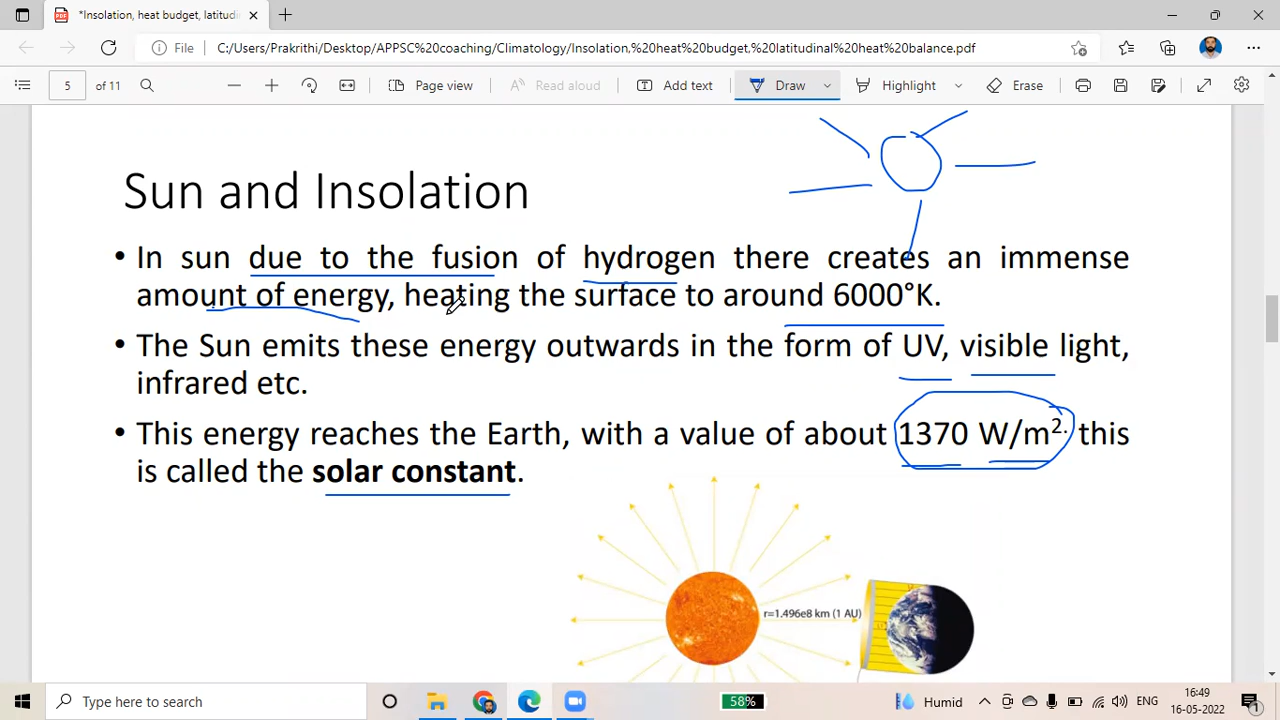 *Insolation, heat budget, latitudi
File
C:/Users/Prakrithi/Desktop/APPSC%20coaching/Climatology/Insolation,%20heat%20budget,%20latitudinal%20heat%20balance.pdf
5 of 11
Page view
Read aloud
Add text
Draw
Highlight
Erase
Sun and Insolation
• In sun due to the fusion of hydrogen there creates an immense
amount of energy, heating the surface to around 6000°K.
• The Sun emits these energy outwards in the form of UV, visible light,
infrared etc.
• This energy reaches the Earth, with a value of about 1370 W/m2. this
is called the solar constant.
r=1.496e8 km (1 AU)
Type here to search
58%
Humid
ENG
16:49
16-05-2022
1